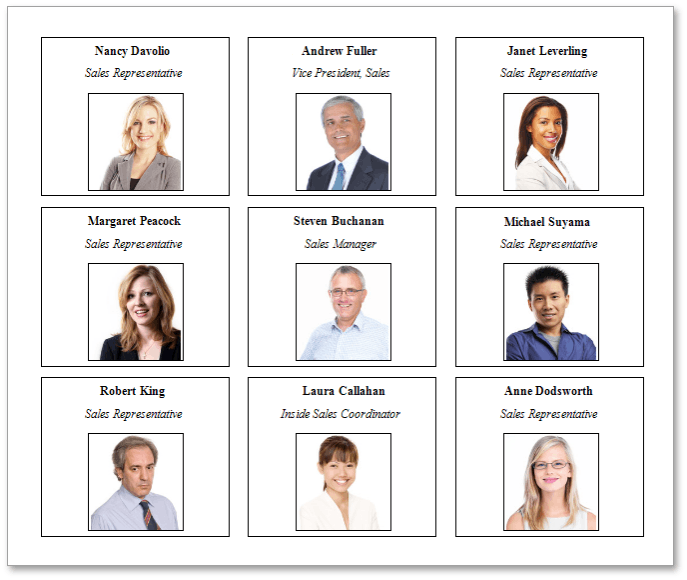 Nancy Davolio
Sales Representative
Andrew Fuller
Vice President, Sales
Janet Leverling
Sales Representative
Margaret Peacock
Sales Representative
Steven Buchanan
Sales Manager
Michael Suyama
Sales Representative
Robert King
Sales Representative
Laura Callahan
Inside Sales Coordinator
Anne Dodsworth
Sales Representative